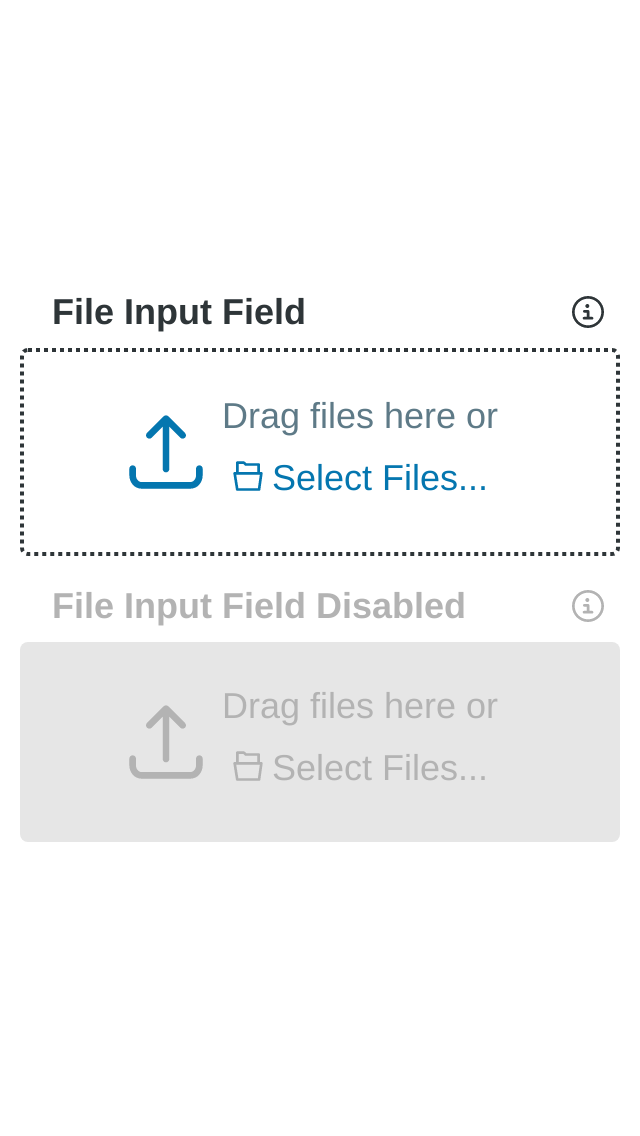 File Input Field
Drag files here or
Select Files...
File Input Field Disabled
Drag files here or
Select Files...